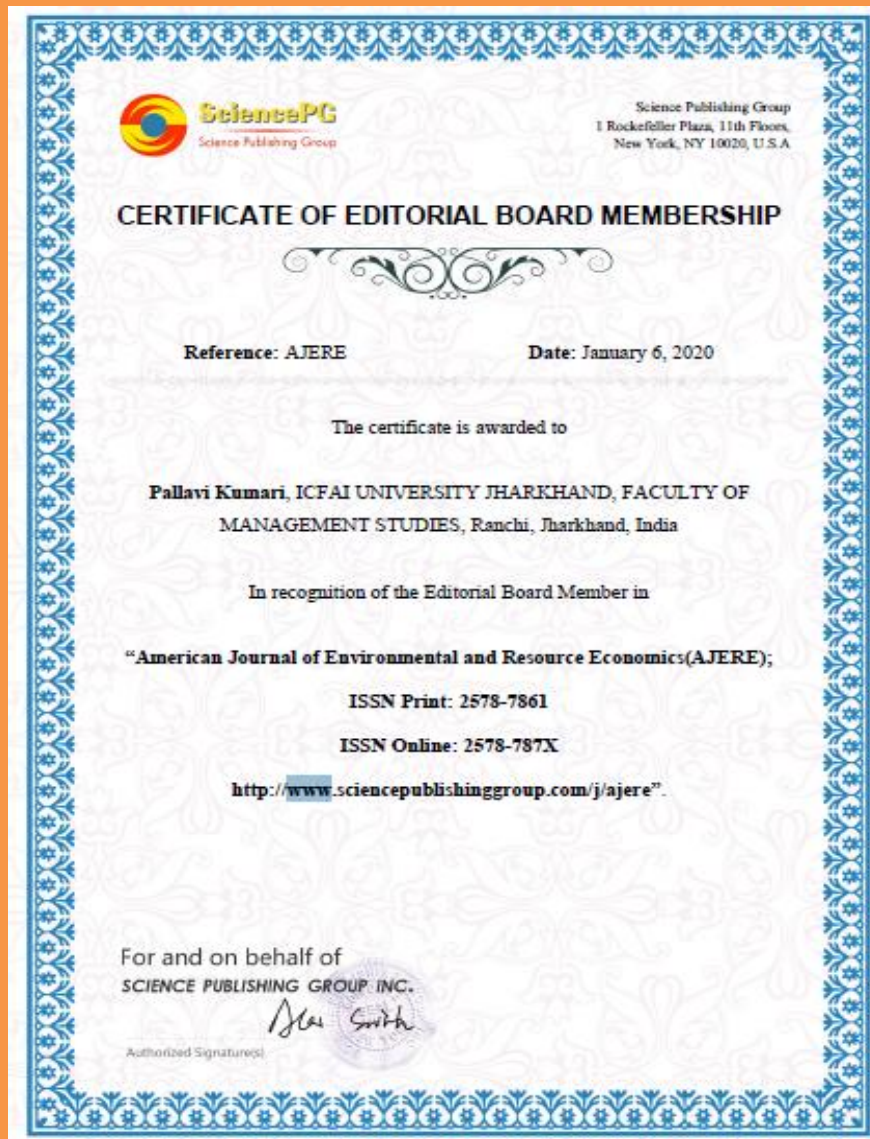 SciencePG
Science Publishing Group
Science Publishing Group
1 Rockefeller Plaza, 11th Floors,
New York, NY 10020, U.S.A
CERTIFICATE OF EDITORIAL BOARD MEMBERSHIP
Reference: AJERE
Date: January 6, 2020
The certificate is awarded to
Pallavi Kumari, ICFAI UNIVERSITY JHARKHAND, FACULTY OF
MANAGEMENT STUDIES, Ranchi, Jharkhand, India
In recognition of the Editorial Board Member in
“American Journal of Environmental and Resource Economics(AJERE);
ISSN Print: 2578-7861
ISSN Online: 2578-787X
http://www.sciencepublishinggroup.com/j/ajere”.
For and on behalf of
SCIENCE PUBLISHING GROUP INC.
Smith
Authorized Signature(s)